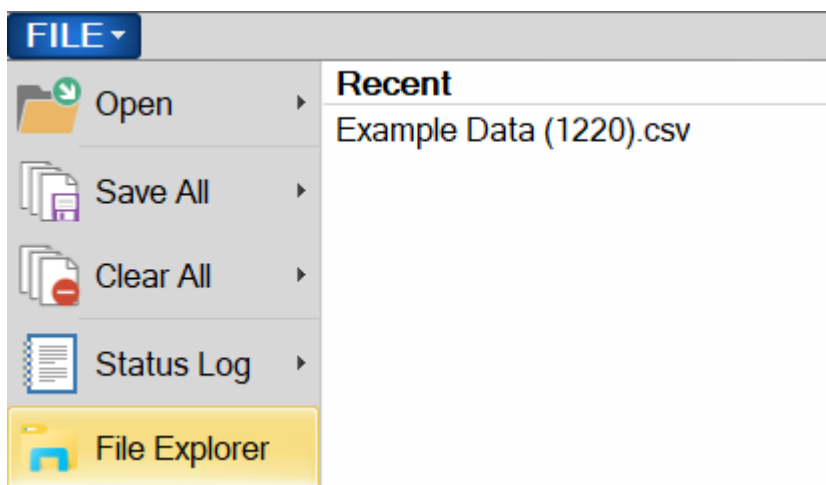 FILE
Open
Save All
Clear All
Status Log
File Explorer
Recent
Example Data (1220).csv